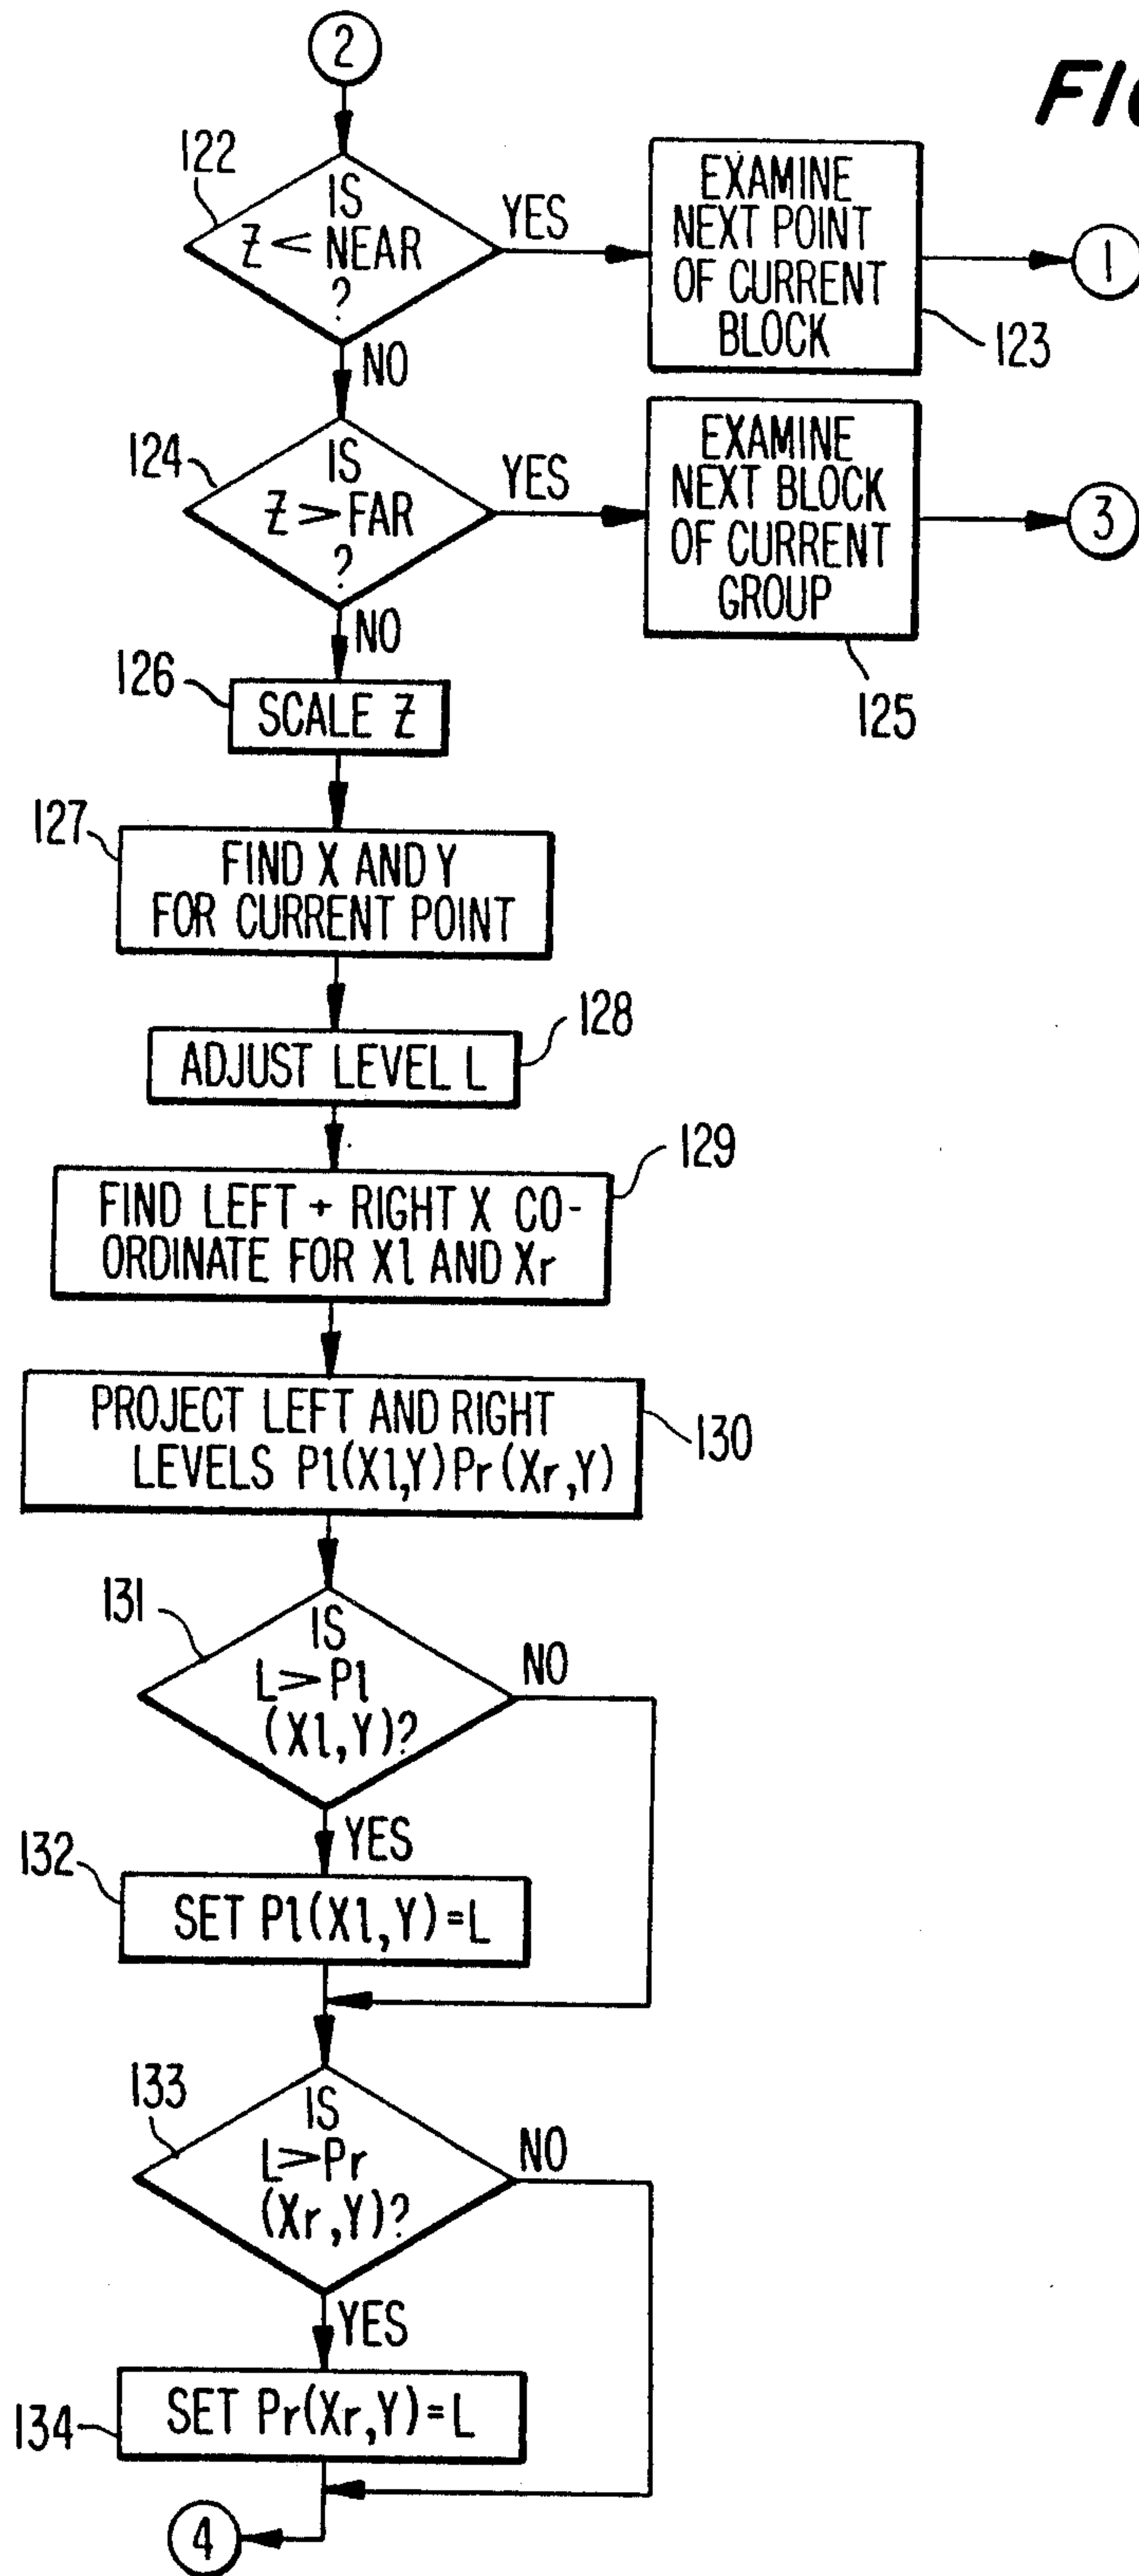 2
FIG
122
IS
Z < NEAR
?
YES
EXAMINE
NEXT POINT
OF CURRENT
BLOCK
1
123
NO
124
IS
Z > FAR
?
YES
EXAMINE
NEXT BLOCK
OF CURRENT
GROUP
3
125
NO
126
SCALE Z
127
FIND X AND Y
FOR CURRENT POINT
128
ADJUST LEVEL L
129
FIND LEFT + RIGHT X CO-
ORDINATE FOR Xl AND Xr
130
PROJECT LEFT AND RIGHT
LEVELS Pl(Xl,Y) Pr(Xr,Y)
131
IS
L > Pl
(Xl,Y)?
NO
YES
132
SET Pl(Xl,Y)=L
133
IS
L > Pr
(Xr,Y)?
NO
YES
134
SET Pr(Xr,Y)=L
4